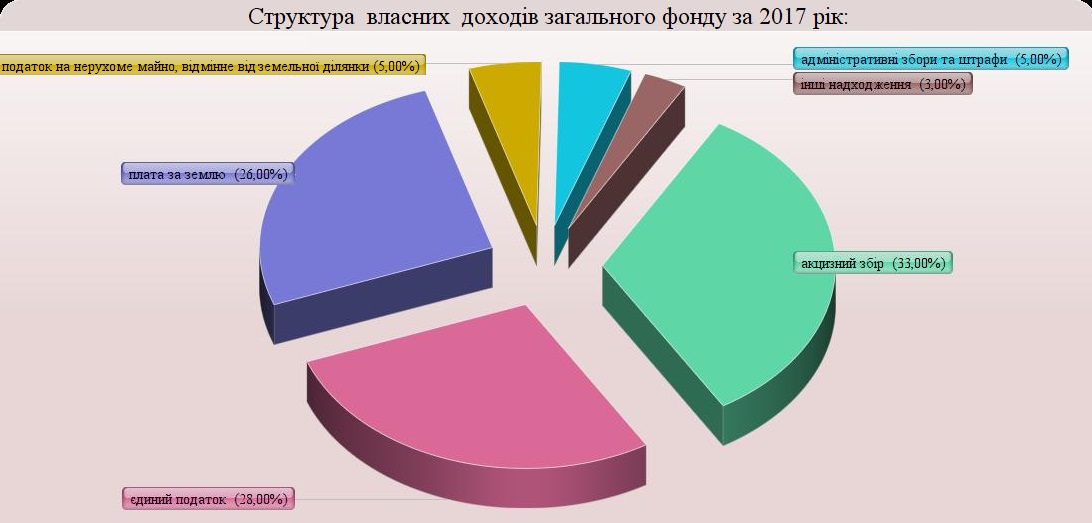 Структура власних доходів загального фонду за 2017 рік:
податок на нерухоме майно, відмінне від земельної ділянки (5,00%)
адміністративні збори та штрафи (5,00%)
інші надходження (3,00%)
плата за землю (26,00%)
акцизний збір (33,00%)
єдиний податок (28,00%)